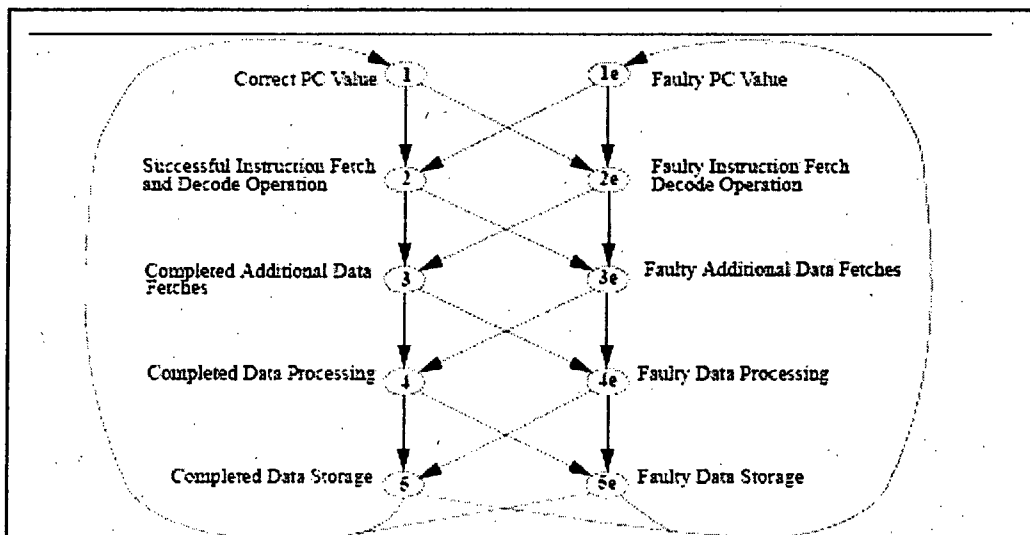 Correct PC Value
1
1e
Faulty PC Value
Successful Instruction Fetch
and Decode Operation
2
2e
Faulty Instruction Fetch
Decode Operation
Completed Additional Data
Fetches
3
3e
Faulty Additional Data Fetches
Completed Data Processing
4
4e
Faulty Data Processing
Completed Data Storage
5
5e
Faulty Data Storage